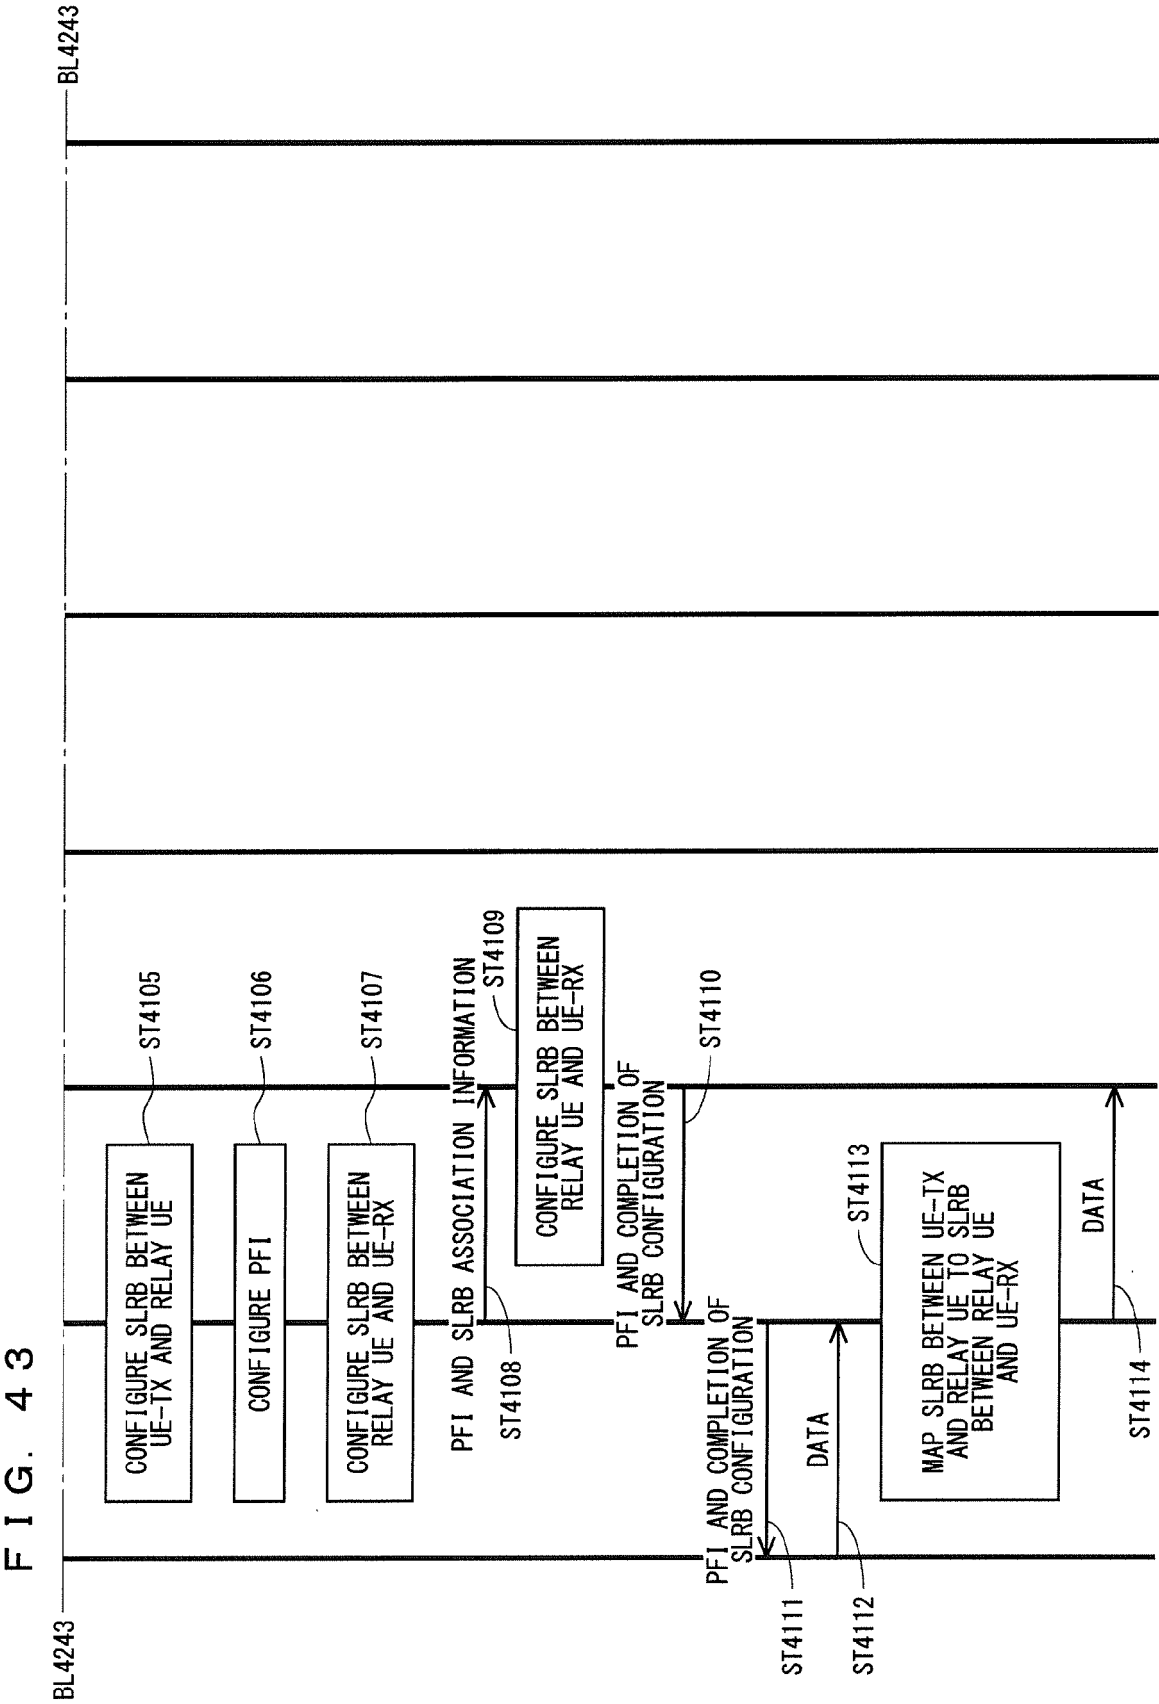 FIG. 43
BL4243
BL4243
CONFIGURE SLRB BETWEEN
UE-TX AND RELAY UE
ST4105
CONFIGURE PFI
ST4106
CONFIGURE SLRB BETWEEN
RELAY UE AND UE-RX
ST4107
PFI AND SLRB ASSOCIATION INFORMATION
ST4108
ST4109
CONFIGURE SLRB BETWEEN
RELAY UE AND UE-RX
PFI AND COMPLETION OF
SLRB CONFIGURATION
ST4110
PFI AND COMPLETION OF
SLRB CONFIGURATION
ST4111
DATA
ST4112
ST4113
MAP SLRB BETWEEN UE-TX
AND RELAY UE TO SLRB
BETWEEN RELAY UE
AND UE-RX
DATA
ST4114